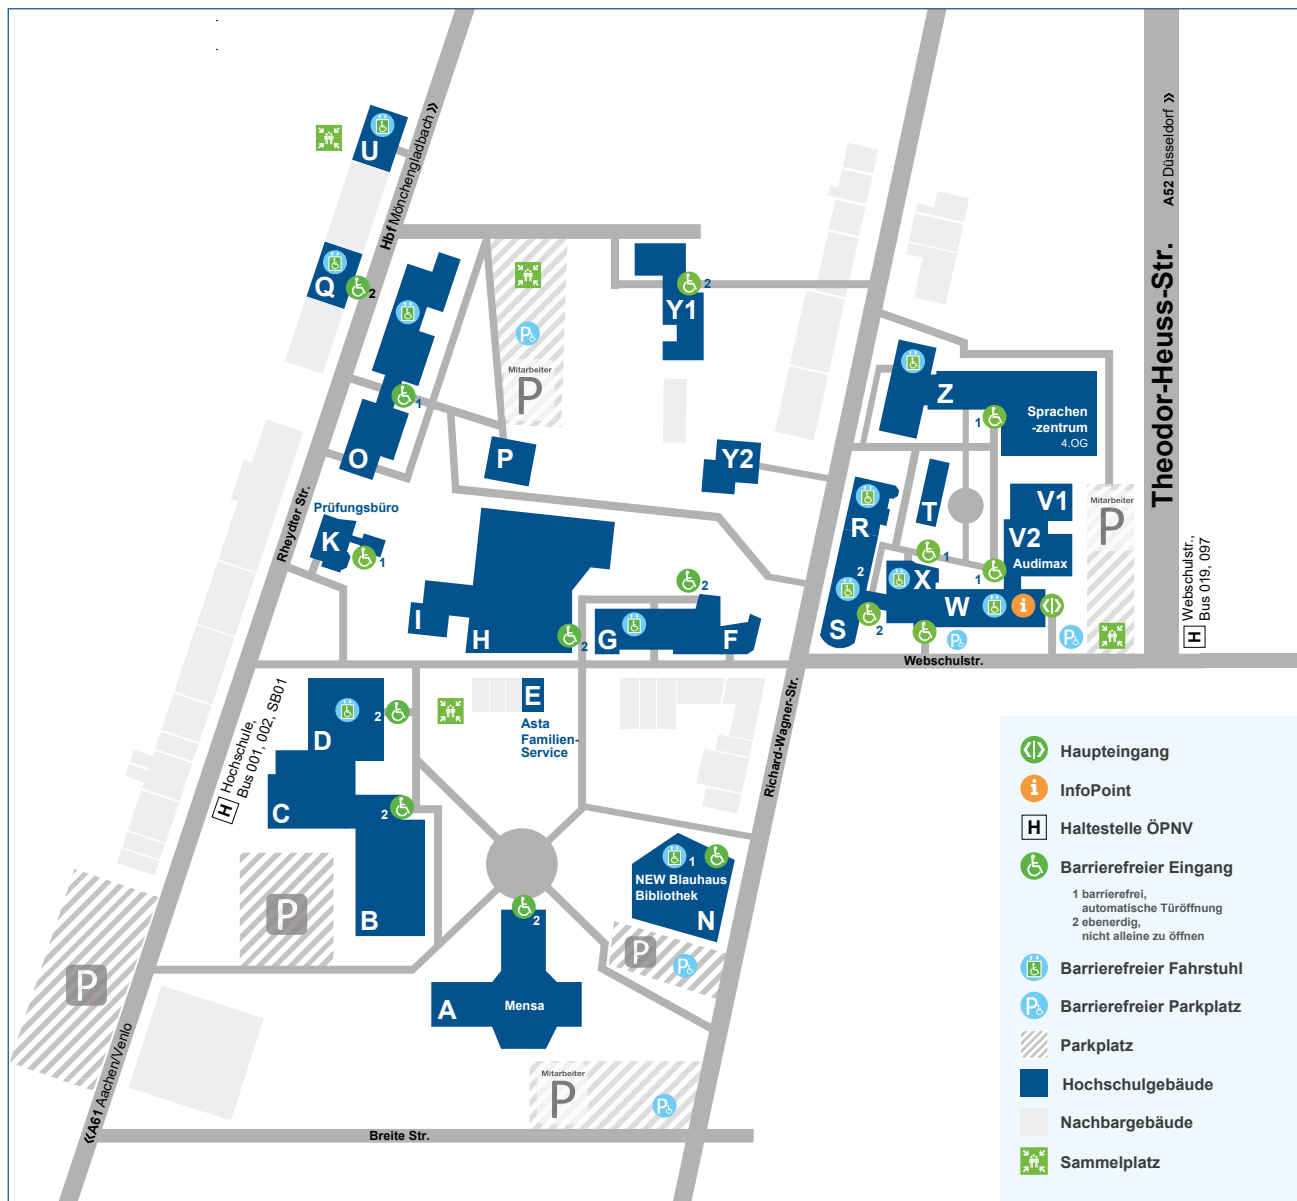 A52 Düsseldorf »
Theodor-Heuss-Str.
Hbf Mönchengladbach »
U
Q
2
Y1
2
Mitarbeiter
P
1
O
P
Z
1
Sprachen
-zentrum
4.OG
Y2
Prüfungsbüro
K
1
Rheydter Str.
R
2
T
1
V1
V2
Audimax
1
Mitarbeiter
P
H
Webschulstr.,
Bus 019, 097
X
W
i
S
2
I
H
2
G
2
F
Webschulstr.
H
Hochschule,
Bus 001, 002, SB01
D
2
E
Asta
Familien-
Service
Richard-Wagner-Str.
C
2
B
P
P
1
NEW Blauhaus
Bibliothek
N
P
P
2
A
Mensa
P
Mitarbeiter
P
P
«A61 Aachen/Venlo
Breite Str.
Haupteingang
i InfoPoint
H Haltestelle ÖPNV
Barrierefreier Eingang
1 barrierefrei,
automatische Türöffnung
2 ebenerdig,
nicht alleine zu öffnen
Barrierefreier Fahrstuhl
P Barrierefreier Parkplatz
Parkplatz
Hochschulgebäude
Nachbargebäude
Sammelplatz